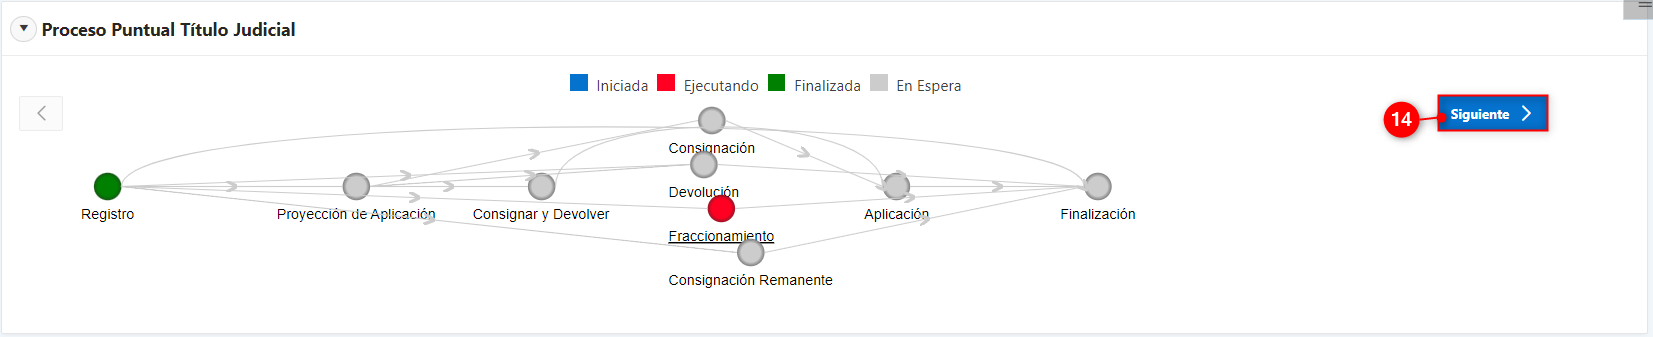 Proceso Puntual Título Judicial
Iniciada Ejecutando Finalizada En Espera
14 Siguiente
Consignación
Devolución
Registro Proyección de Aplicación Consignar y Devolver Aplicación Finalización
Fraccionamiento
Consignación Remanente